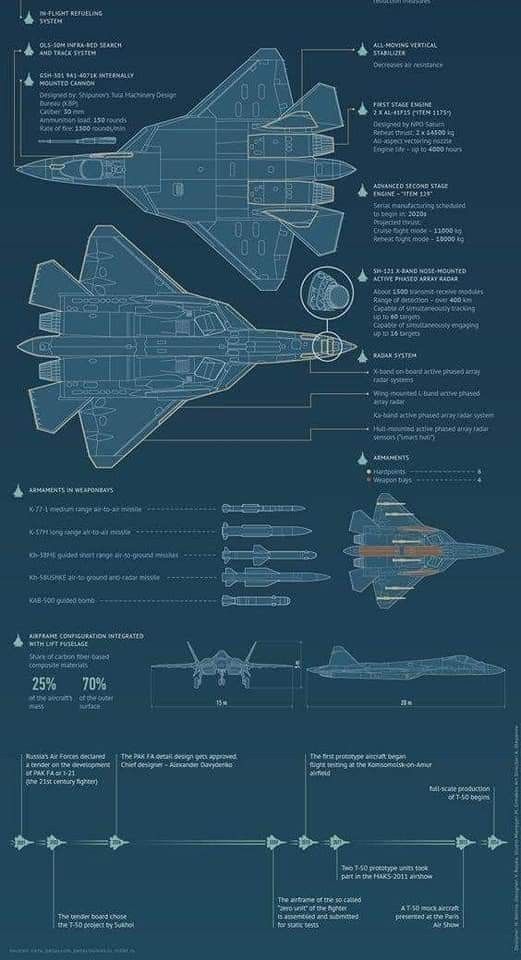 reduction measures
IN-FLIGHT REFUELING
SYSTEM
OLS-50M INFRA-RED SEARCH
AND TRACK SYSTEM
GSH-301 9A1-4071K INTERNALLY
MOUNTED CANNON
Designed by: Shipunov's Tula Machinery Design
Bureau (KBP)
Caliber: 30 mm
Ammunition load: 150 rounds
Rate of fire: 1500 rounds/min
ALL-MOVING VERTICAL
STABILIZER
Decreases air resistance
FIRST STAGE ENGINE
2 X AL-41F1S ("ITEM 117S")
Designed by NPO Saturn
Reheat thrust: 2 x 14500 kg
All-aspect vectoring nozzle
Engine life – up to 4000 hours
ADVANCED SECOND STAGE
ENGINE – "ITEM 129"
Serial manufacturing scheduled
to begin in: 2020s
Projected thrust:
Cruise flight mode – 11000 kg
Reheat flight mode – 18000 kg
SH-121 X-BAND NOSE-MOUNTED
ACTIVE PHASED ARRAY RADAR
About 1500 transmit-receive modules
Range of detection – over 400 km
Capable of simultaneously tracking
up to 60 targets
Capable of simultaneously engaging
up to 16 targets
RADAR SYSTEM
X-band on-board active phased array
radar systems
Wing-mounted L-band active phased
array radar
Ka-band active phased array radar system
Hull-mounted active phased array radar
sensors ("smart hull")
ARMAMENTS
Hardpoints 6
Weapon bays 4
ARMAMENTS IN WEAPONBAYS
K-77-1 medium range air-to-air missile
K-37M long range air-to-air missile
Kh-38ME guided short range air-to-ground missiles
Kh-58USHKE air-to-ground anti-radar missile
KAB-500 guided bomb
AIRFRAME CONFIGURATION INTEGRATED
WITH LIFT FUSELAGE
Share of carbon fiber-based
composite materials
25% 70%
of the aircraft's of the outer
mass surface
15 m
20 m
Russia's Air Forces declared
a tender on the development
of PAK FA or I-21
(the 21st century fighter)
The PAK FA detail design gets approved.
Chief designer – Alexander Davydenko
The first prototype aircraft began
flight testing at the Komsomolsk-on-Amur
airfield
full-scale production
of T-50 begins
The tender board chose
the T-50 project by Sukhoi
The airframe of the so called
"zero unit" of the fighter
is assembled and submitted
for static tests
Two T-50 prototype units took
part in the MAKS-2011 airshow
A T-50 mock aircraft
presented at the Paris
Air Show